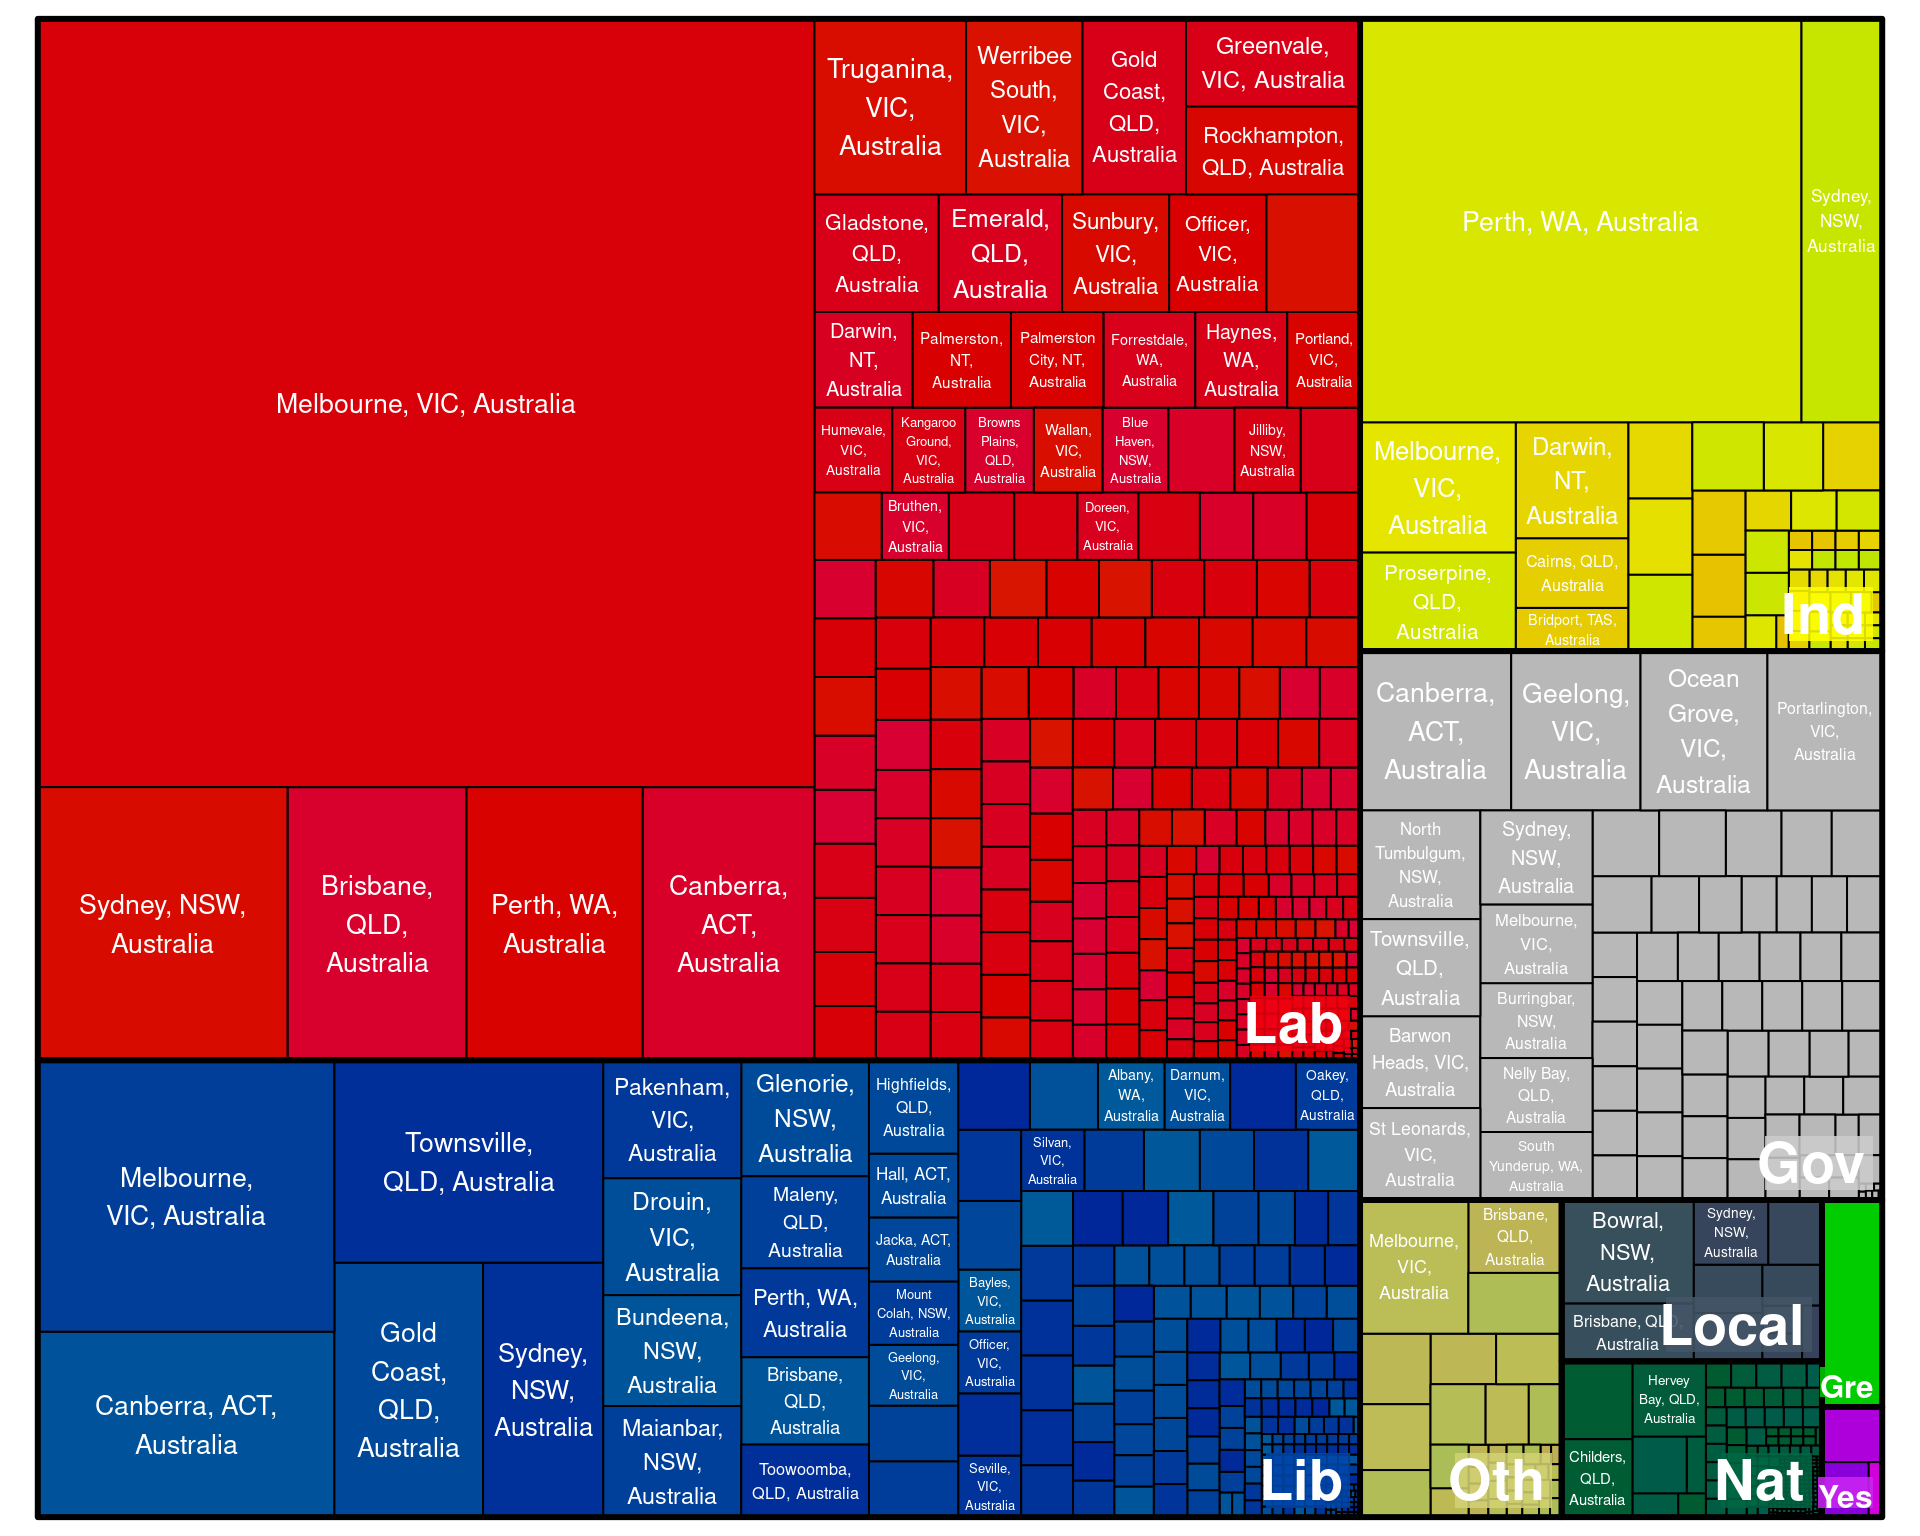 Melbourne, VIC, Australia
Sydney, NSW,
Australia
Brisbane,
QLD,
Australia
Perth, WA,
Australia
Canberra,
ACT,
Australia
Truganina,
VIC,
Australia
Werribee
South,
VIC,
Australia
Gold
Coast,
QLD,
Australia
Greenvale,
VIC, Australia
Rockhampton,
QLD, Australia
Gladstone,
QLD,
Australia
Emerald,
QLD,
Australia
Sunbury,
VIC,
Australia
Officer,
VIC,
Australia
Darwin,
NT,
Australia
Palmerston,
NT,
Australia
Palmerston
City, NT,
Australia
Forrestdale,
WA,
Australia
Haynes,
WA,
Australia
Portland,
VIC,
Australia
Humevale,
VIC,
Australia
Kangaroo
Ground,
VIC,
Australia
Browns
Plains,
QLD,
Australia
Wallan,
VIC,
Australia
Blue
Haven,
NSW,
Australia
Jilliby,
NSW,
Australia
Bruthen,
VIC,
Australia
Doreen,
VIC,
Australia
Lab
Melbourne,
VIC, Australia
Canberra, ACT,
Australia
Townsville,
QLD, Australia
Gold
Coast,
QLD,
Australia
Sydney,
NSW,
Australia
Pakenham,
VIC,
Australia
Drouin,
VIC,
Australia
Bundeena,
NSW,
Australia
Maianbar,
NSW,
Australia
Glenorie,
NSW,
Australia
Maleny,
QLD,
Australia
Perth, WA,
Australia
Brisbane,
QLD,
Australia
Toowoomba,
QLD, Australia
Highfields,
QLD,
Australia
Hall, ACT,
Australia
Jacka, ACT,
Australia
Mount
Colah, NSW,
Australia
Geelong,
VIC,
Australia
Albany,
WA,
Australia
Darnum,
VIC,
Australia
Oakey,
QLD,
Australia
Silvan,
VIC,
Australia
Bayles,
VIC,
Australia
Officer,
VIC,
Australia
Seville,
VIC,
Australia
Lib
Perth, WA, Australia
Sydney,
NSW,
Australia
Melbourne,
VIC,
Australia
Proserpine,
QLD,
Australia
Darwin,
NT,
Australia
Cairns, QLD,
Australia
Bridport, TAS,
Australia
Ind
Canberra,
ACT,
Australia
Geelong,
VIC,
Australia
Ocean
Grove,
VIC,
Australia
Portarlington,
VIC,
Australia
North
Tumbulgum,
NSW,
Australia
Townsville,
QLD,
Australia
Barwon
Heads, VIC,
Australia
St Leonards,
VIC,
Australia
Sydney,
NSW,
Australia
Melbourne,
VIC,
Australia
Burringbar,
NSW,
Australia
Nelly Bay,
QLD,
Australia
South
Yunderup, WA,
Australia
Gov
Melbourne,
VIC,
Australia
Brisbane,
QLD,
Australia
Oth
Bowral,
NSW,
Australia
Sydney,
NSW,
Australia
Brisbane, QLD,
Australia
Local
Hervey
Bay, QLD,
Australia
Childers,
QLD,
Australia
Nat
Gre
Yes